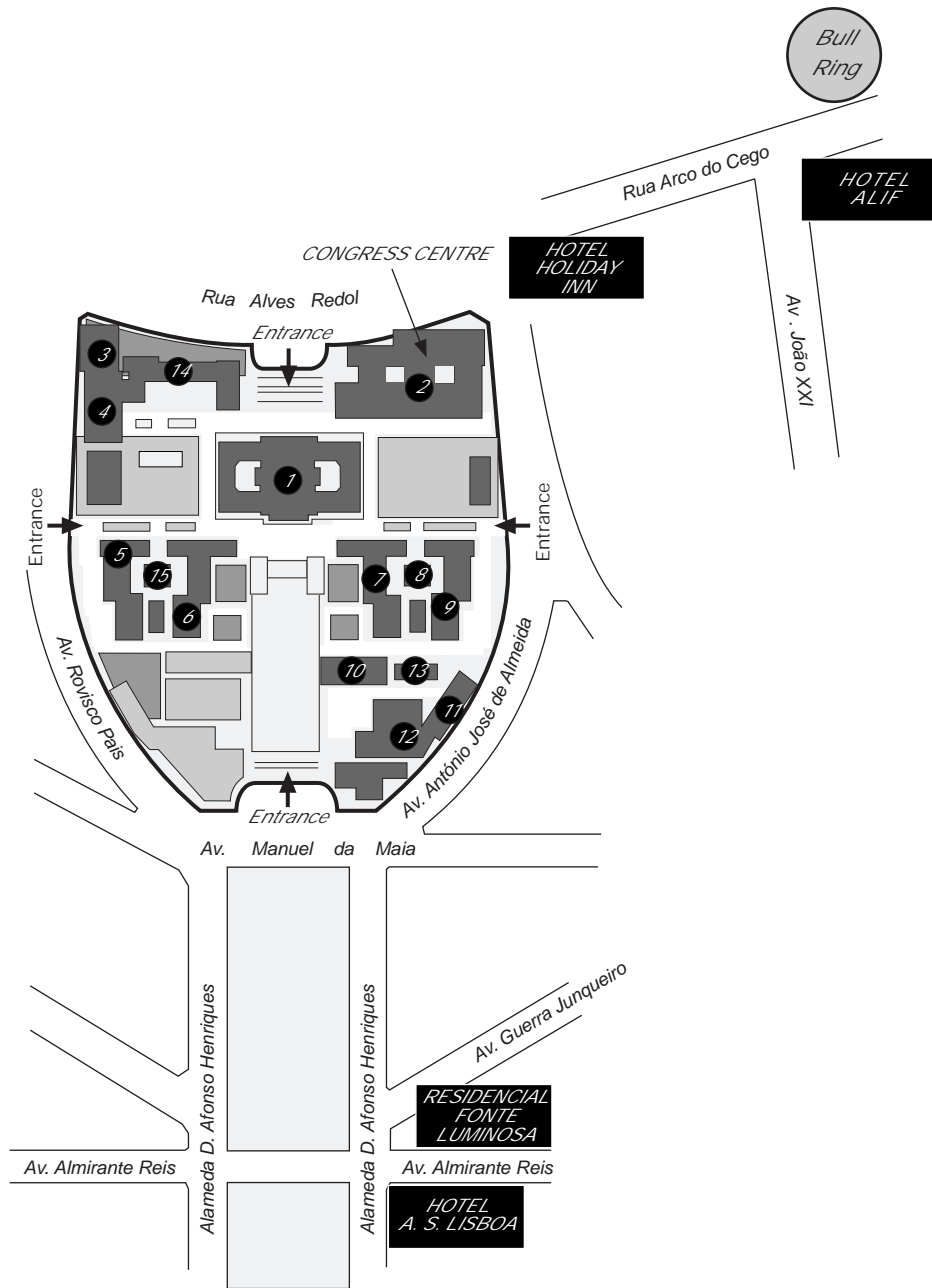 Bull
Ring
Rua Arco do Cego
HOTEL
ALIF
CONGRESS CENTRE
HOTEL
HOLIDAY
INN
Rua Alves Redol
Entrance
Av . João XXI
3
14
2
4
1
Entrance
Entrance
5
15
6
7
8
9
Av. Rovisco Pais
10
13
11
12
Av. António José de Almeida
Entrance
Av. Manuel da Maia
Alameda D. Afonso Henriques
Alameda D. Afonso Henriques
Av. Guerra Junqueiro
RESIDENCIAL
FONTE
LUMINOSA
Av. Almirante Reis
Av. Almirante Reis
HOTEL
A. S. LISBOA